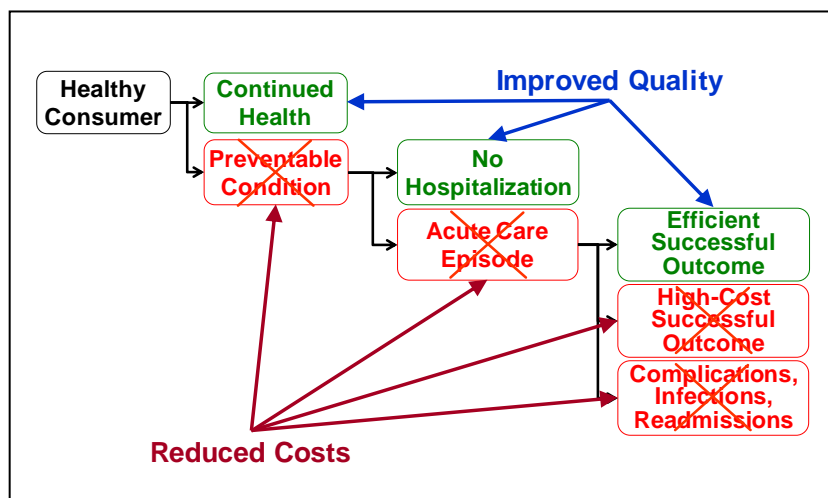 Improved Quality
Healthy
Consumer
Continued
Health
Preventable
Condition
No
Hospitalization
Acute Care
Episode
Efficient
Successful
Outcome
High-Cost
Successful
Outcome
Complications,
Infections,
Readmissions
Reduced Costs